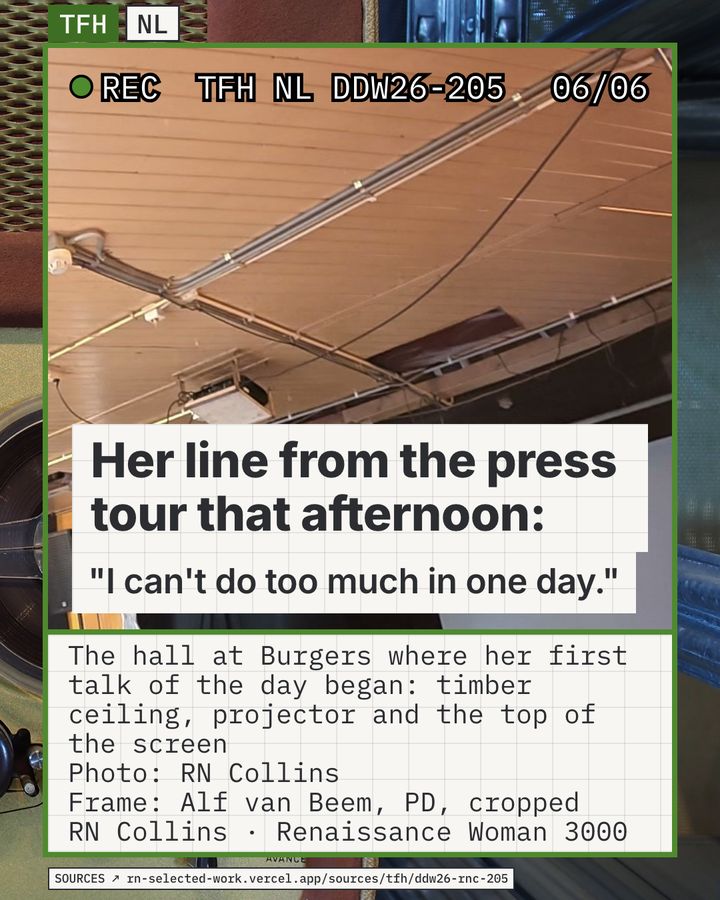 TFH NL
REC TFH NL DDW26-205 06/06
Her line from the press
tour that afternoon:
"I can't do too much in one day."
The hall at Burgers where her first
talk of the day began: timber
ceiling, projector and the top of
the screen
Photo: RN Collins
Frame: Alf van Beem, PD, cropped
RN Collins · Renaissance Woman 3000
AVANCE
SOURCES ↗ rn-selected-work.vercel.app/sources/tfh/ddw26-rnc-205